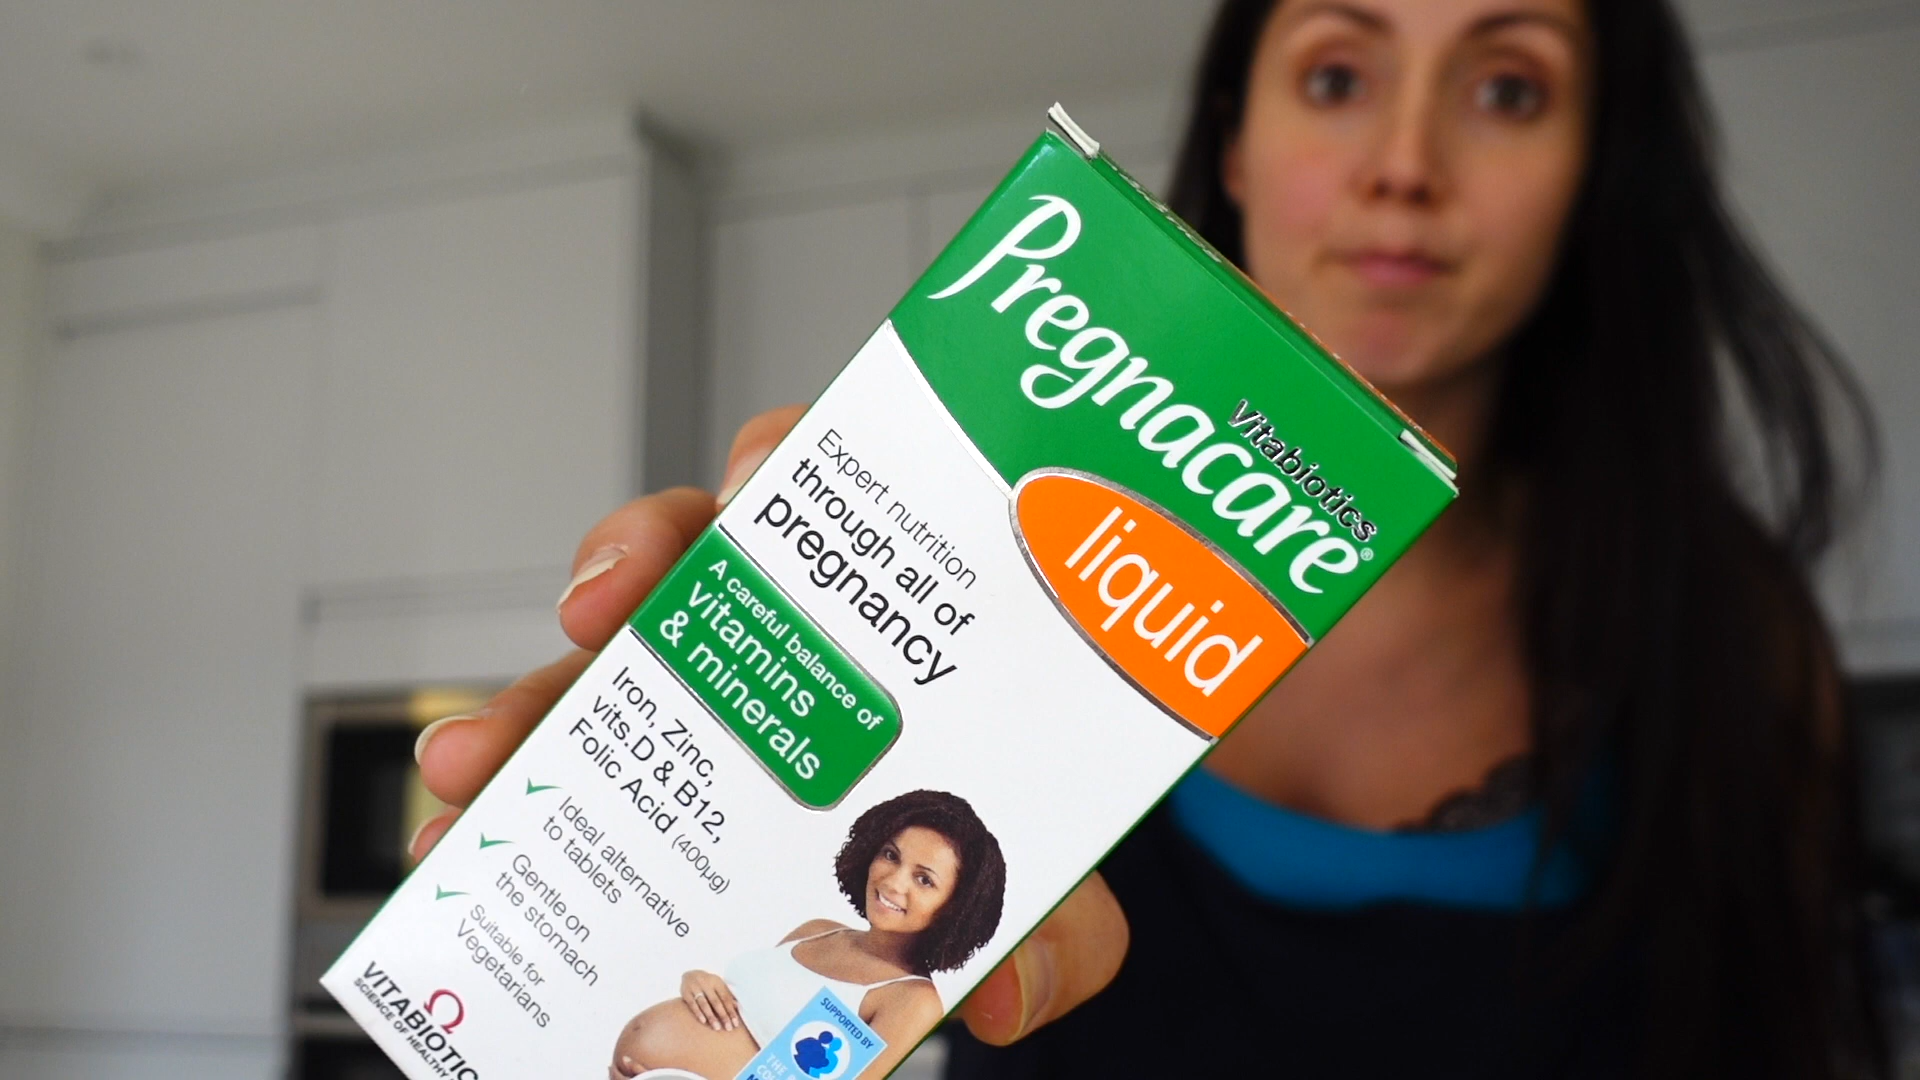 Vitabiotics
Pregnacare®
liquid
Expert nutrition
through all of
pregnancy
A careful balance of
vitamins
& minerals
Iron, Zinc,
vits.D & B12,
Folic Acid (400µg)
Ideal alternative
to tablets
Gentle on
the stomach
Suitable for
Vegetarians
VITABIOTIC
SCIENCE OF HEALTHY
SUPPORTED BY
THE